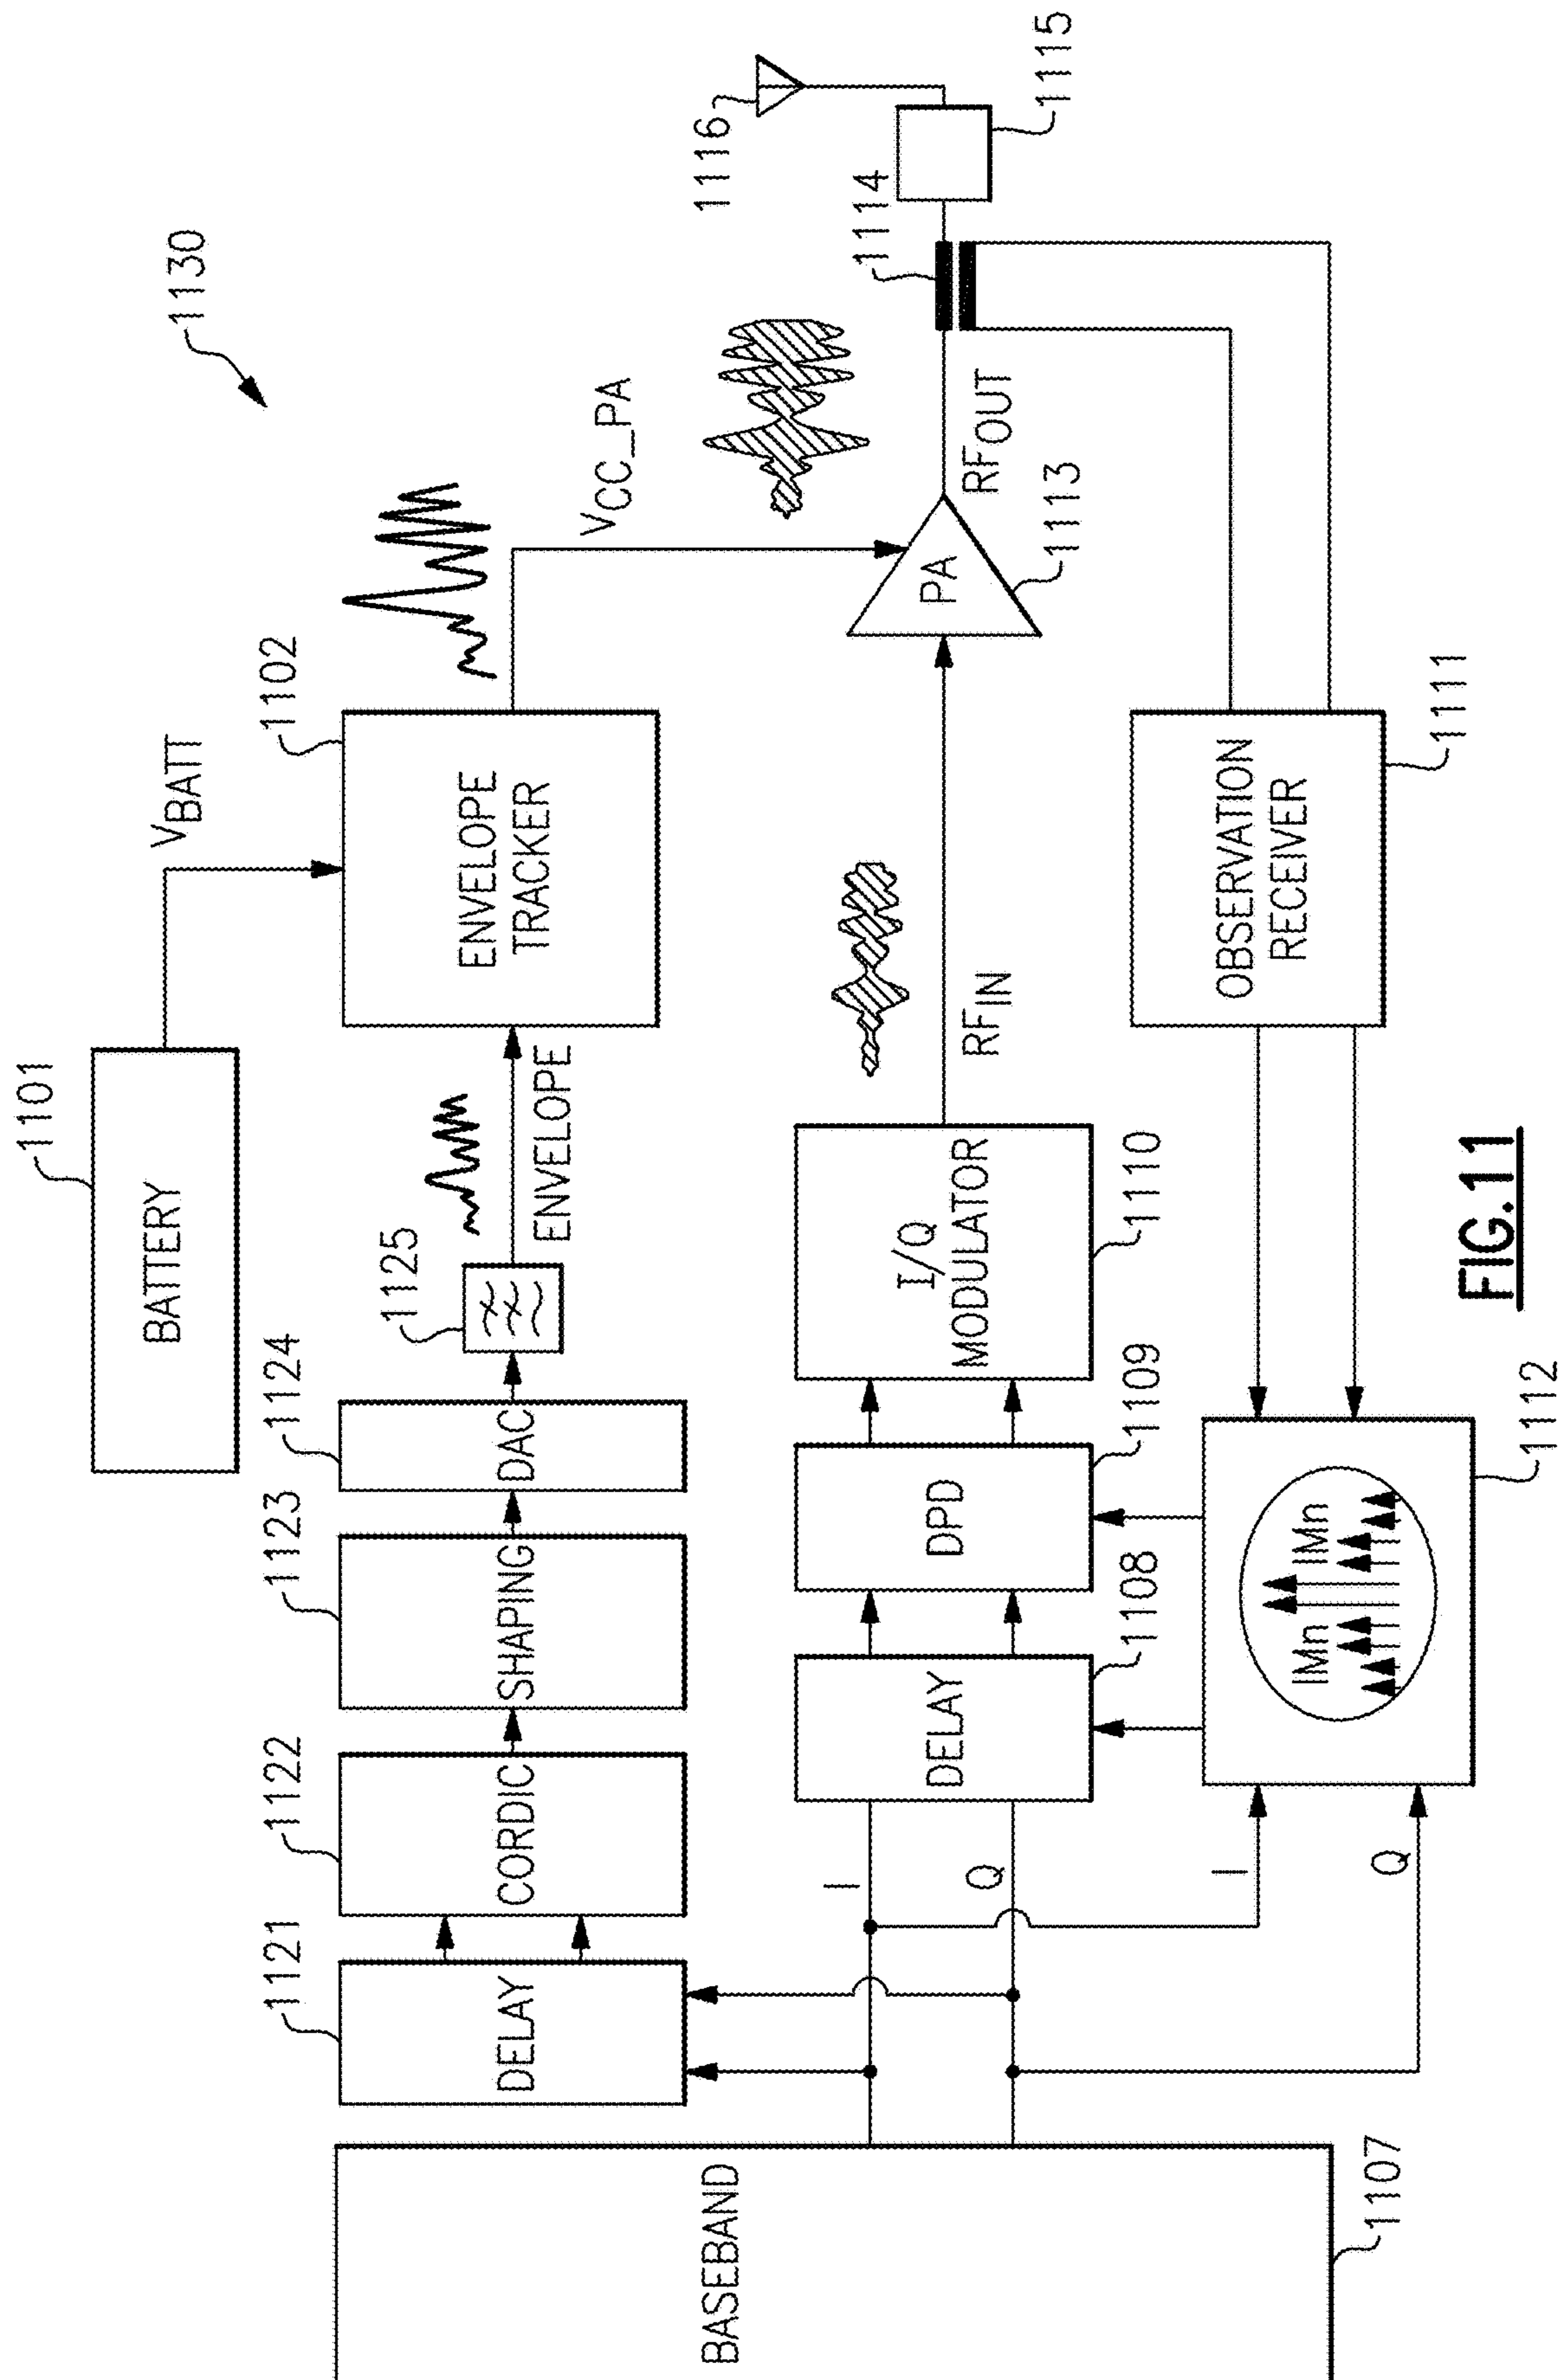 1130
1101
BATTERY
VBATT
1102
ENVELOPE
TRACKER
VCC_PA
1121
DELAY
1122
CORDIC
1123
SHAPING
1124
DAC
1125
ENVELOPE
1116
1114
1115
BASEBAND
1107
I
Q
DELAY
1108
DPD
1109
I/Q
MODULATOR
1110
RFIN
PA
1113
RFOUT
I
Q
IMn IMn
1112
OBSERVATION
RECEIVER
1111
FIG.11